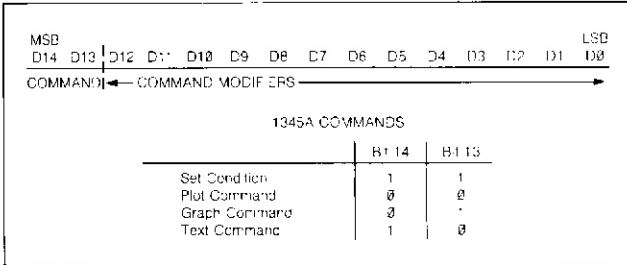 MSB LSB
D14 D13 D12 D11 D10 D9 D8 D7 D6 D5 D4 D3 D2 D1 DØ
COMMAND COMMAND MODIFIERS
1345A COMMANDS
Bit 14 Bit 13
Set Condition 1 1
Plot Command Ø Ø
Graph Command Ø 1
Text Command 1 Ø